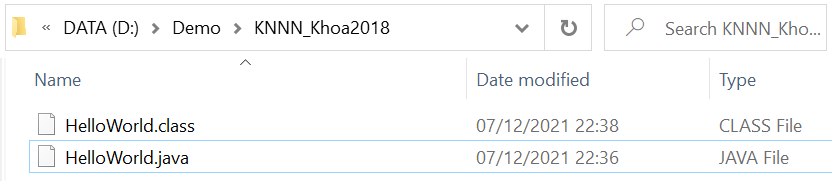 « DATA (D:) > Demo > KNNN_Khoa2018 Search KNNN_Kho...
Name Date modified Type
HelloWorld.class 07/12/2021 22:38 CLASS File
HelloWorld.java 07/12/2021 22:36 JAVA File